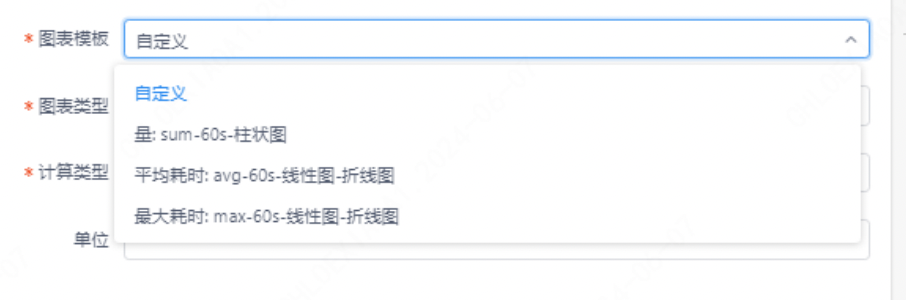 * 图表模板 自定义
自定义
* 图表类型
量: sum-60s-柱状图
* 计算类型
平均耗时: avg-60s-线性图-折线图
最大耗时: max-60s-线性图-折线图
单位